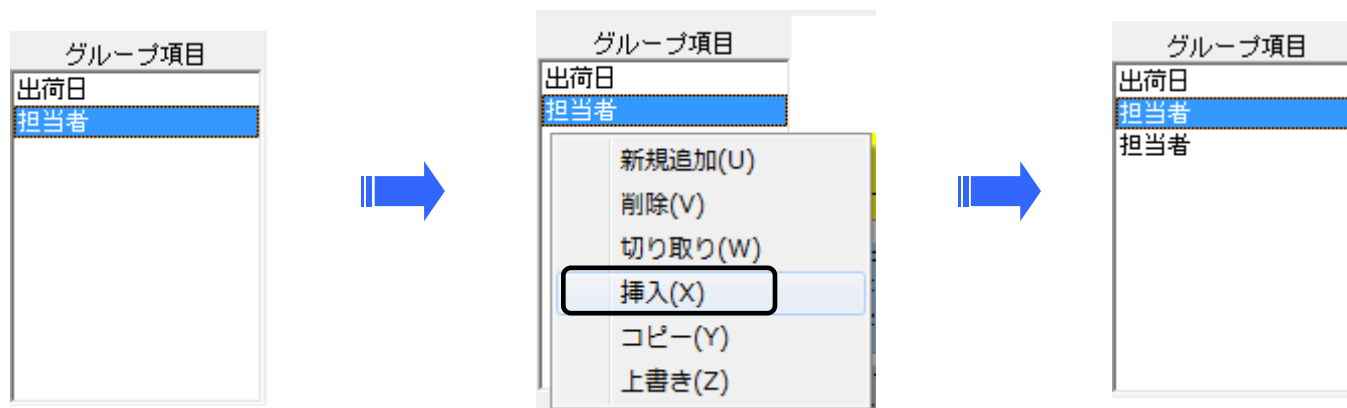 グループ項目
出荷日
担当者
グループ項目
出荷日
担当者
新規追加(U)
削除(V)
切り取り(W)
挿入(X)
コピー(Y)
上書き(Z)
グループ項目
出荷日
担当者
担当者